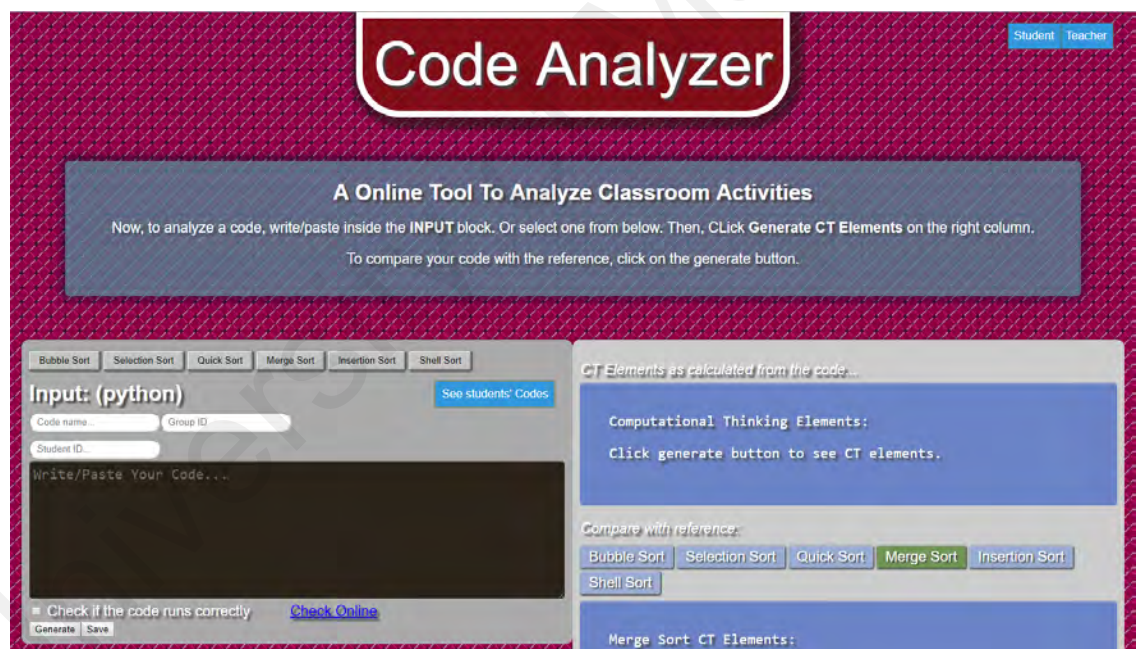 Code Analyzer
Student Teacher
A Online Tool To Analyze Classroom Activities
Now, to analyze a code, write/paste inside the INPUT block. Or select one from below. Then, CLick Generate CT Elements on the right column.
To compare your code with the reference, click on the generate button.
Bubble Sort Selection Sort Quick Sort Merge Sort Insertion Sort Shell Sort
Input: (python)
See students' Codes
Code name... Group ID
Student ID...
Write/Paste Your Code...
Check if the code runs correctly Check Online
Generate Save
CT Elements as calculated from the code...
Computational Thinking Elements:
Click generate button to see CT elements.
Compare with reference:
Bubble Sort Selection Sort Quick Sort Merge Sort Insertion Sort
Shell Sort
Merge Sort CT Elements: